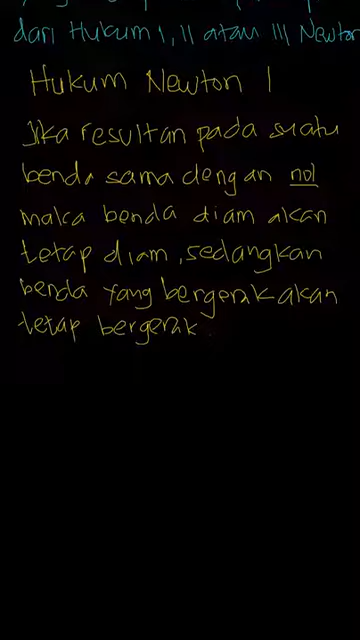 dari Hukum I, II atau III Newton
Hukum Newton I
Jika resultan pada suatu
benda sama dengan nol
maka benda diam akan
tetap diam, sedangkan
benda yang bergerak akan
tetap bergerak.